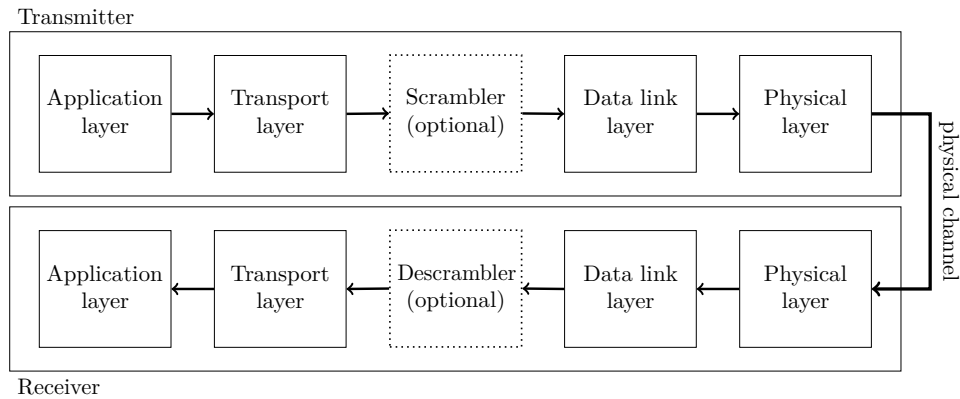 Transmitter
Application
layer
Transport
layer
Scrambler
(optional)
Data link
layer
Physical
layer
physical channel
Application
layer
Transport
layer
Descrambler
(optional)
Data link
layer
Physical
layer
Receiver